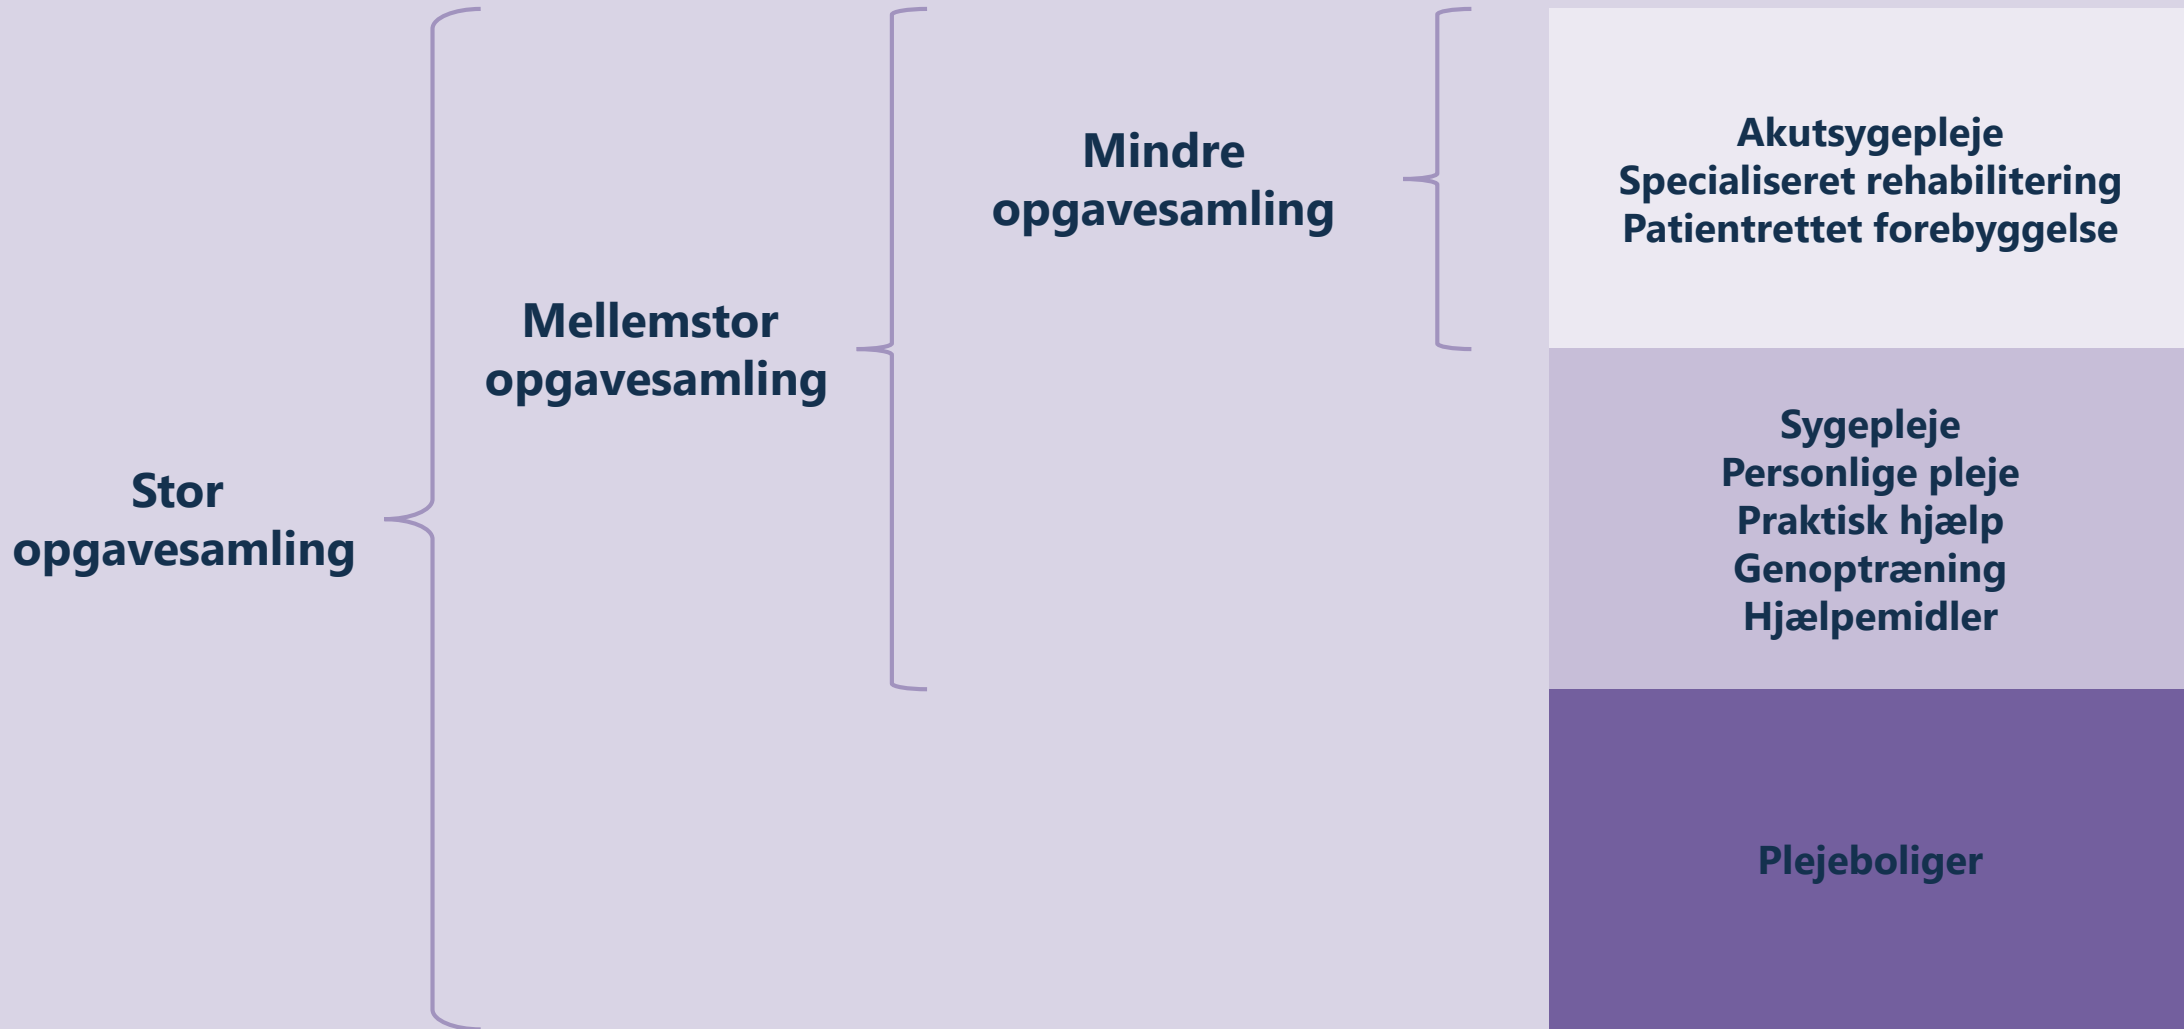 Stor
opgavesamling
Mellemstor
opgavesamling
Mindre
opgavesamling
Akutsygepleje
Specialiseret rehabilitering
Patientrettet forebyggelse
Sygepleje
Personlige pleje
Praktisk hjælp
Genoptræning
Hjælpemidler
Plejeboliger